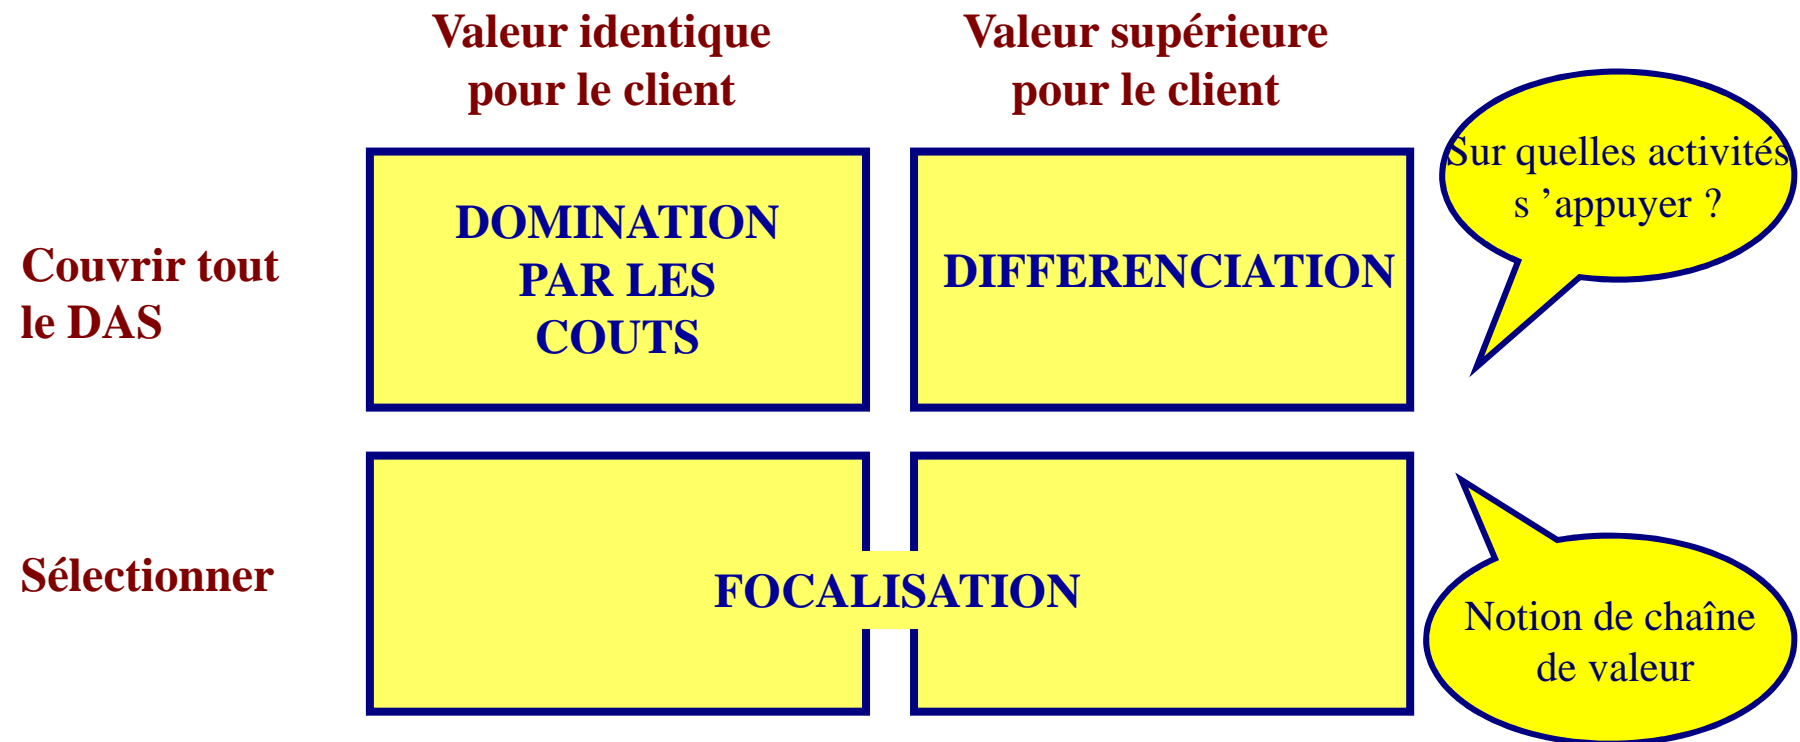 Valeur identique
pour le client
Valeur supérieure
pour le client
Sur quelles activités
s ’appuyer ?
Couvrir tout
le DAS
DOMINATION
PAR LES
COUTS
DIFFERENCIATION
Sélectionner
FOCALISATION
Notion de chaîne
de valeur